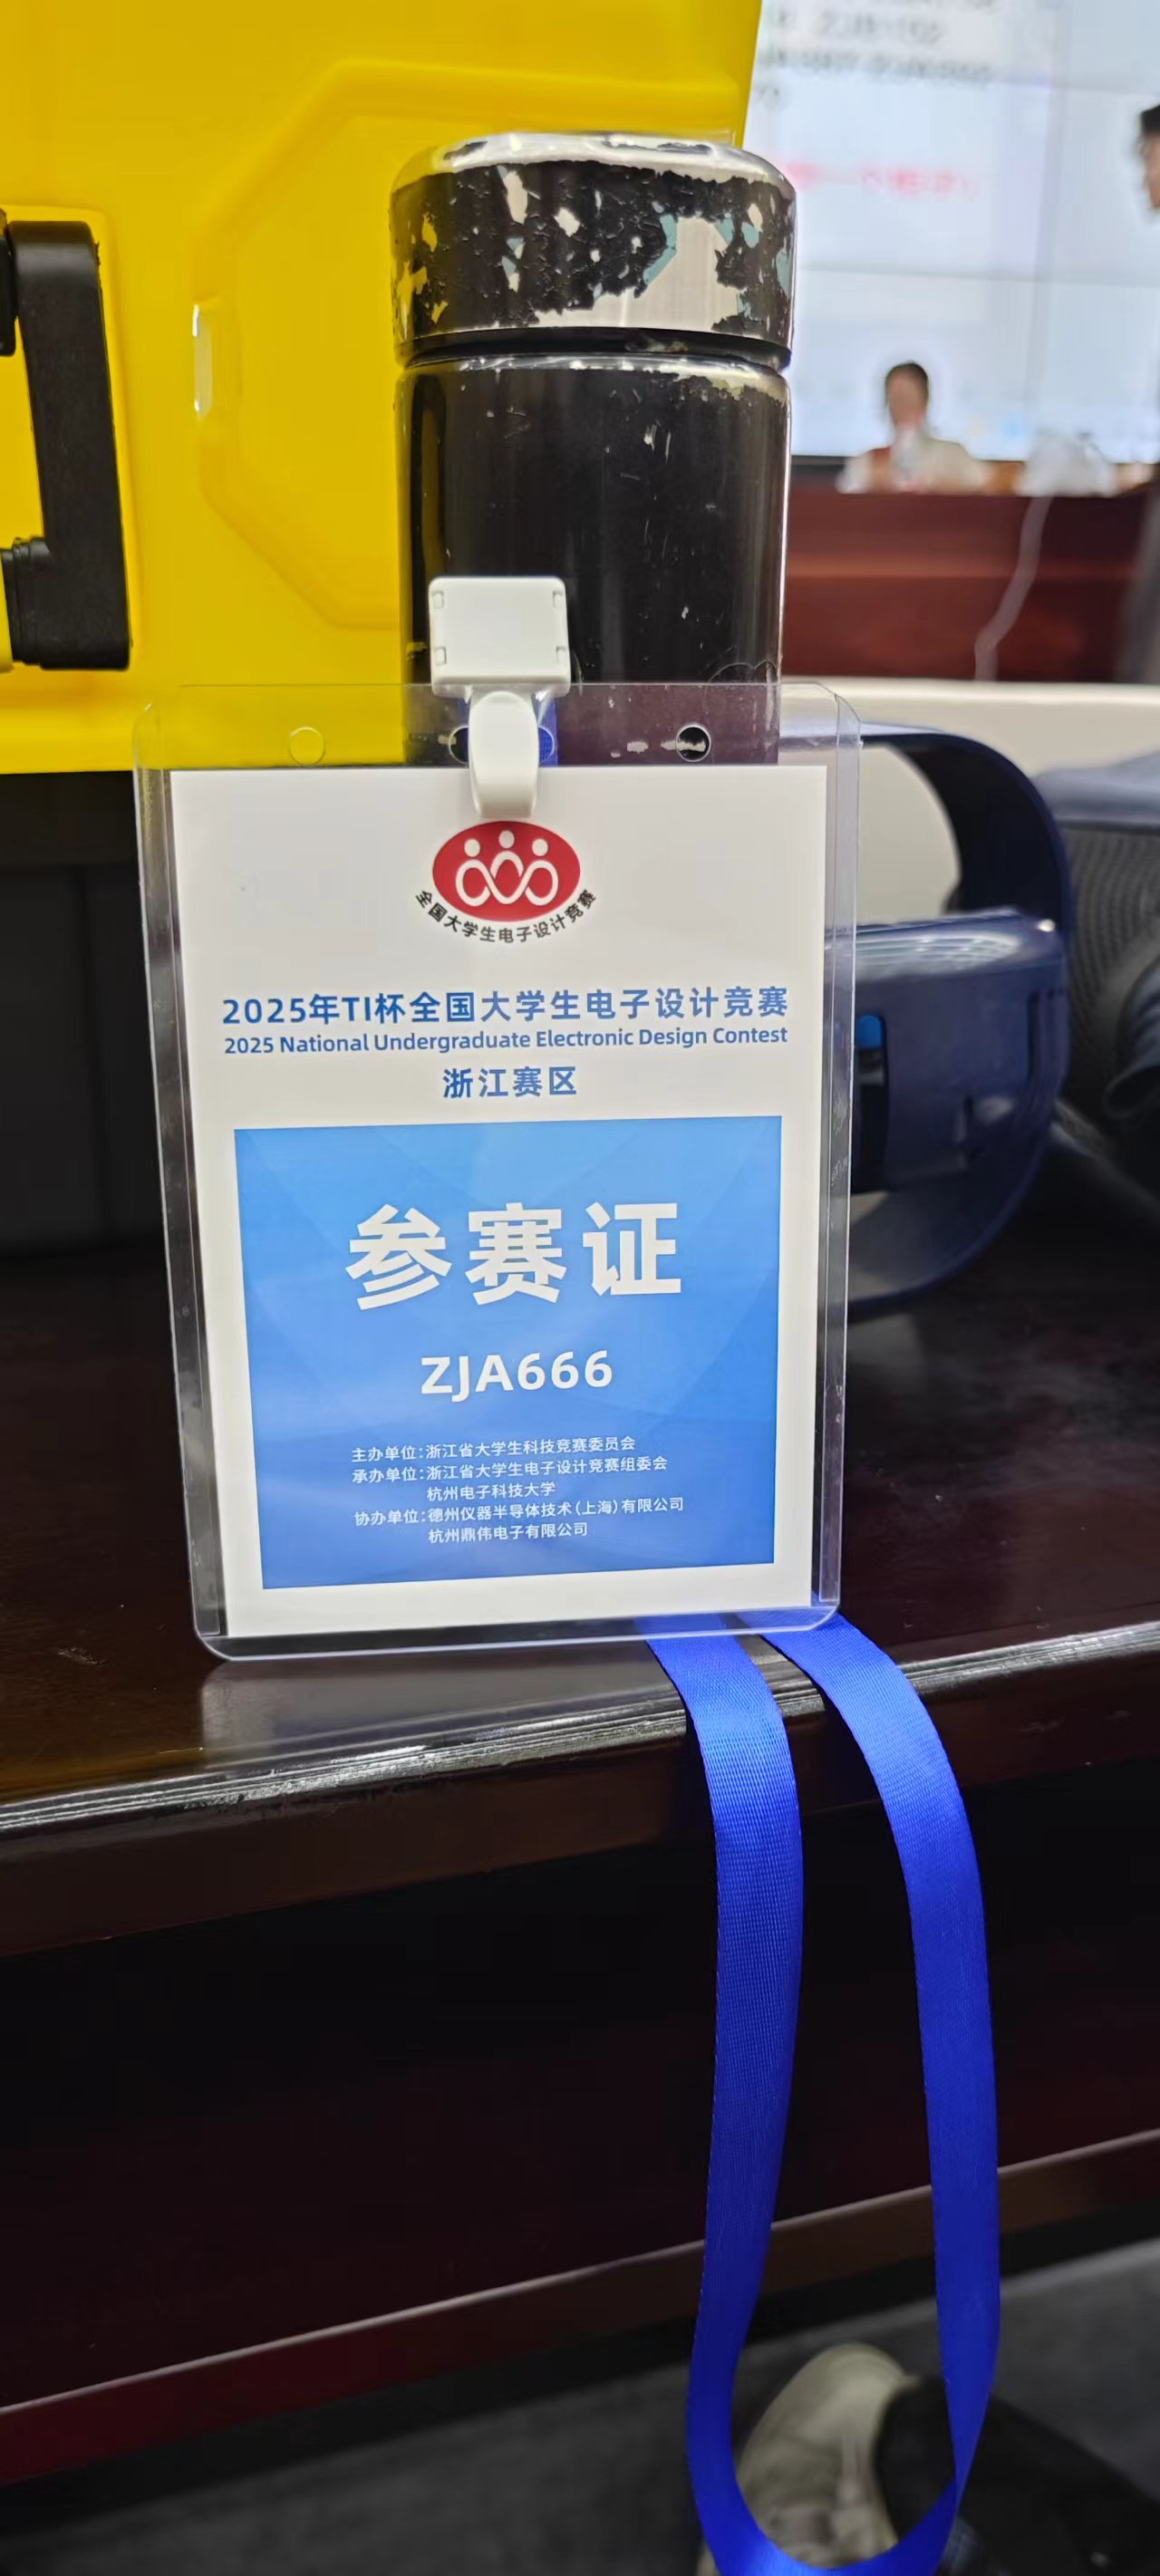 全国大学生电子设计竞赛
2025年TI杯全国大学生电子设计竞赛
2025 National Undergraduate Electronic Design Contest
浙江赛区
参赛证
ZJA666
主办单位:浙江省大学生科技竞赛委员会
承办单位:浙江省大学生电子设计竞赛组委会
杭州电子科技大学
协办单位:德州仪器半导体技术(上海)有限公司
杭州鼎伟电子有限公司